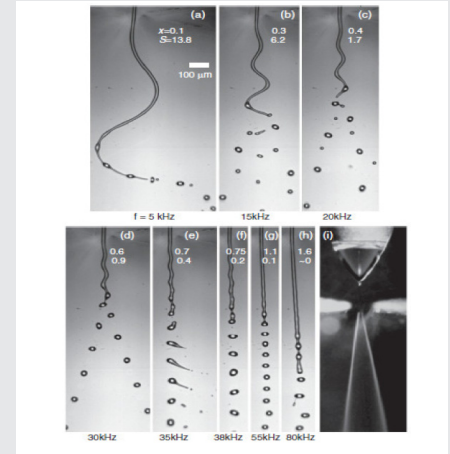 (a)
x=0.1
S=13.8
100 µm
(b)
0.3
6.2
(c)
0.4
1.7
f = 5 kHz
15kHz
20kHz
(d)
0.6
0.9
(e)
0.7
0.4
(f)
0.75
0.2
(g)
1.1
0.1
(h)
1.6
~0
(i)
30kHz
35kHz
38kHz
55kHz
80kHz